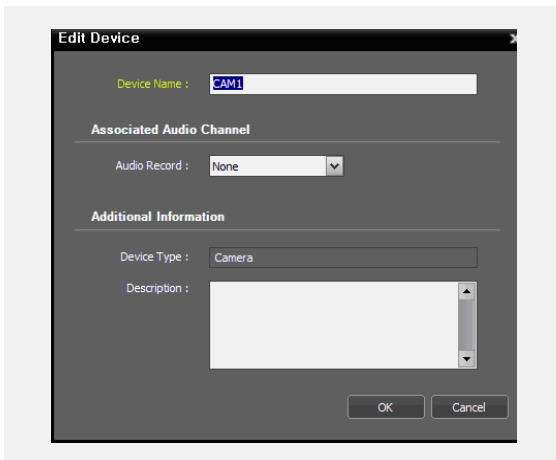 Edit Device
Device Name :
CAM1
Associated Audio Channel
Audio Record :
None
Additional Information
Device Type :
Camera
Description :
OK
Cancel